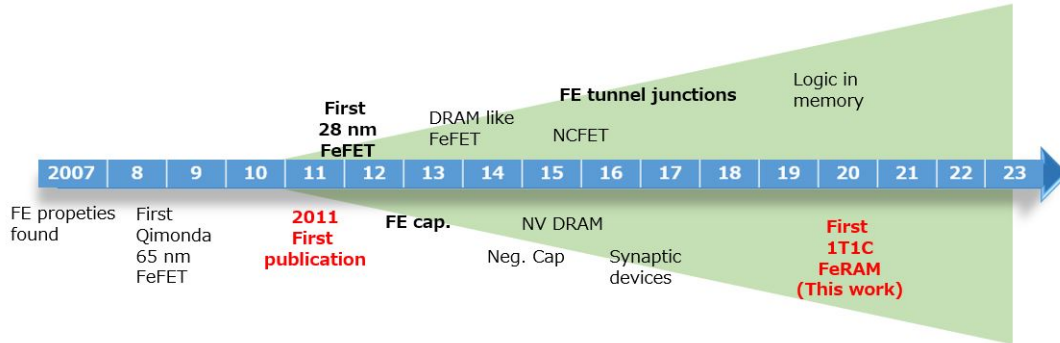 First
28 nm
FeFET
DRAM like
FeFET
FE tunnel junctions
NCFET
Logic in
memory
2007 8 9 10 11 12 13 14 15 16 17 18 19 20 21 22 23
FE propeties
found
First
Qimonda
65 nm
FeFET
2011
First
publication
FE cap.
Neg. Cap
NV DRAM
Synaptic
devices
First
1T1C
FeRAM
(This work)